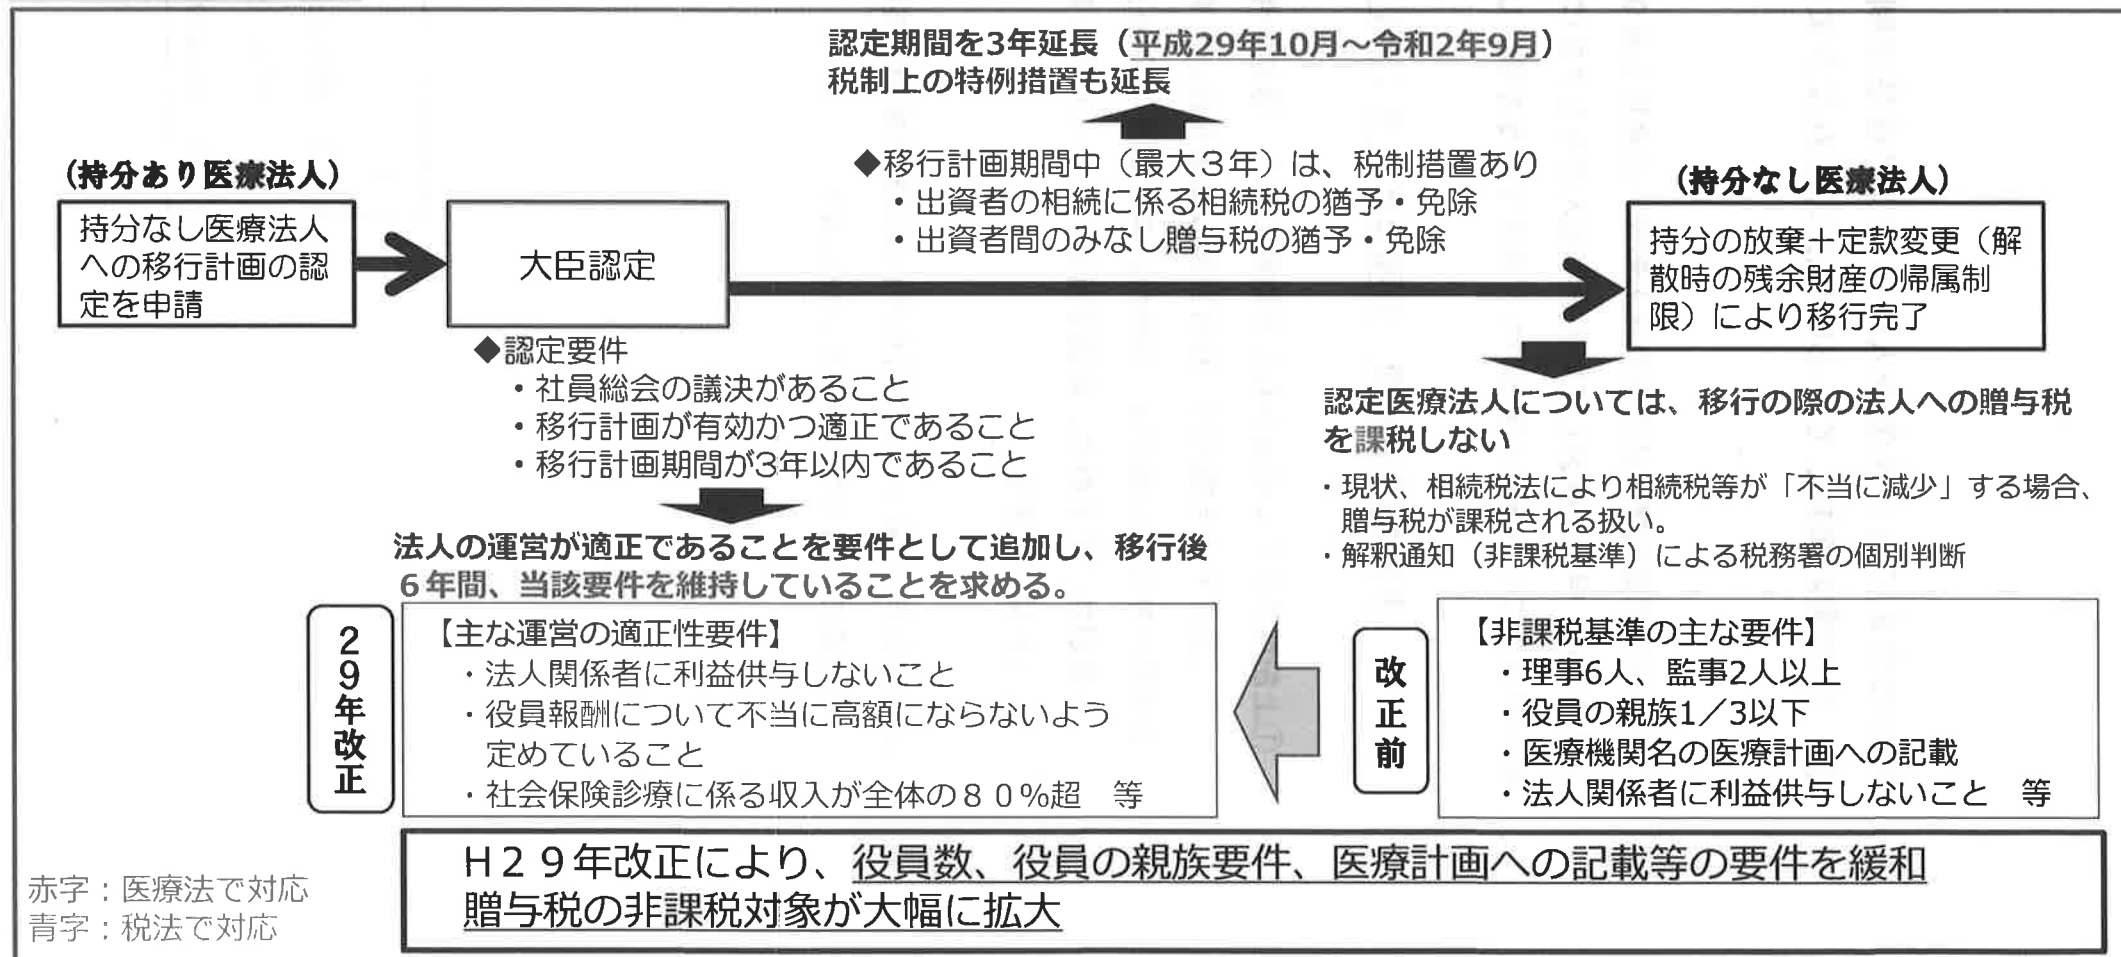 認定期間を3年延長（平成29年10月～令和2年9月）
税制上の特例措置も延長
◆移行計画期間中（最大３年）は、税制措置あり
・出資者の相続に係る相続税の猶予・免除
・出資者間のみなし贈与税の猶予・免除
(持分あり医療法人)
持分なし医療法人
への移行計画の認
定を申請
大臣認定
(持分なし医療法人)
持分の放棄＋定款変更（解
散時の残余財産の帰属制
限）により移行完了
◆認定要件
・社員総会の議決があること
・移行計画が有効かつ適正であること
・移行計画期間が3年以内であること
法人の運営が適正であることを要件として追加し、移行後
６年間、当該要件を維持していることを求める。
認定医療法人については、移行の際の法人への贈与税
を課税しない
・現状、相続税法により相続税等が「不当に減少」する場合、
贈与税が課税される扱い。
・解釈通知（非課税基準）による税務署の個別判断
２９年改正
【主な運営の適正性要件】
・法人関係者に利益供与しないこと
・役員報酬について不当に高額にならないよう
定めていること
・社会保険診療に係る収入が全体の８０％超　等
改正前
【非課税基準の主な要件】
・理事6人、監事2人以上
・役員の親族1／3以下
・医療機関名の医療計画への記載
・法人関係者に利益供与しないこと　等
Ｈ２９年改正により、役員数、役員の親族要件、医療計画への記載等の要件を緩和
贈与税の非課税対象が大幅に拡大
赤字：医療法で対応
青字：税法で対応